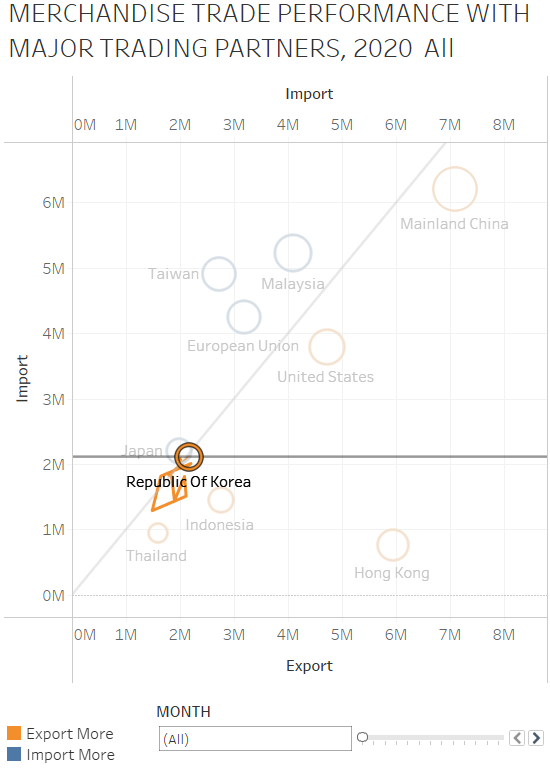 MERCHANDISE TRADE PERFORMANCE WITH
MAJOR TRADING PARTNERS, 2020 All
Import
0M 1M 2M 3M 4M 5M 6M 7M 8M
6M
Mainland China
5M
Taiwan
Malaysia
4M
European Union
United States
Import
3M
Japan
2M
Republic Of Korea
Indonesia
1M
Thailand
Hong Kong
0M
0M 1M 2M 3M 4M 5M 6M 7M 8M
Export
MONTH
Export More
(All)
Import More